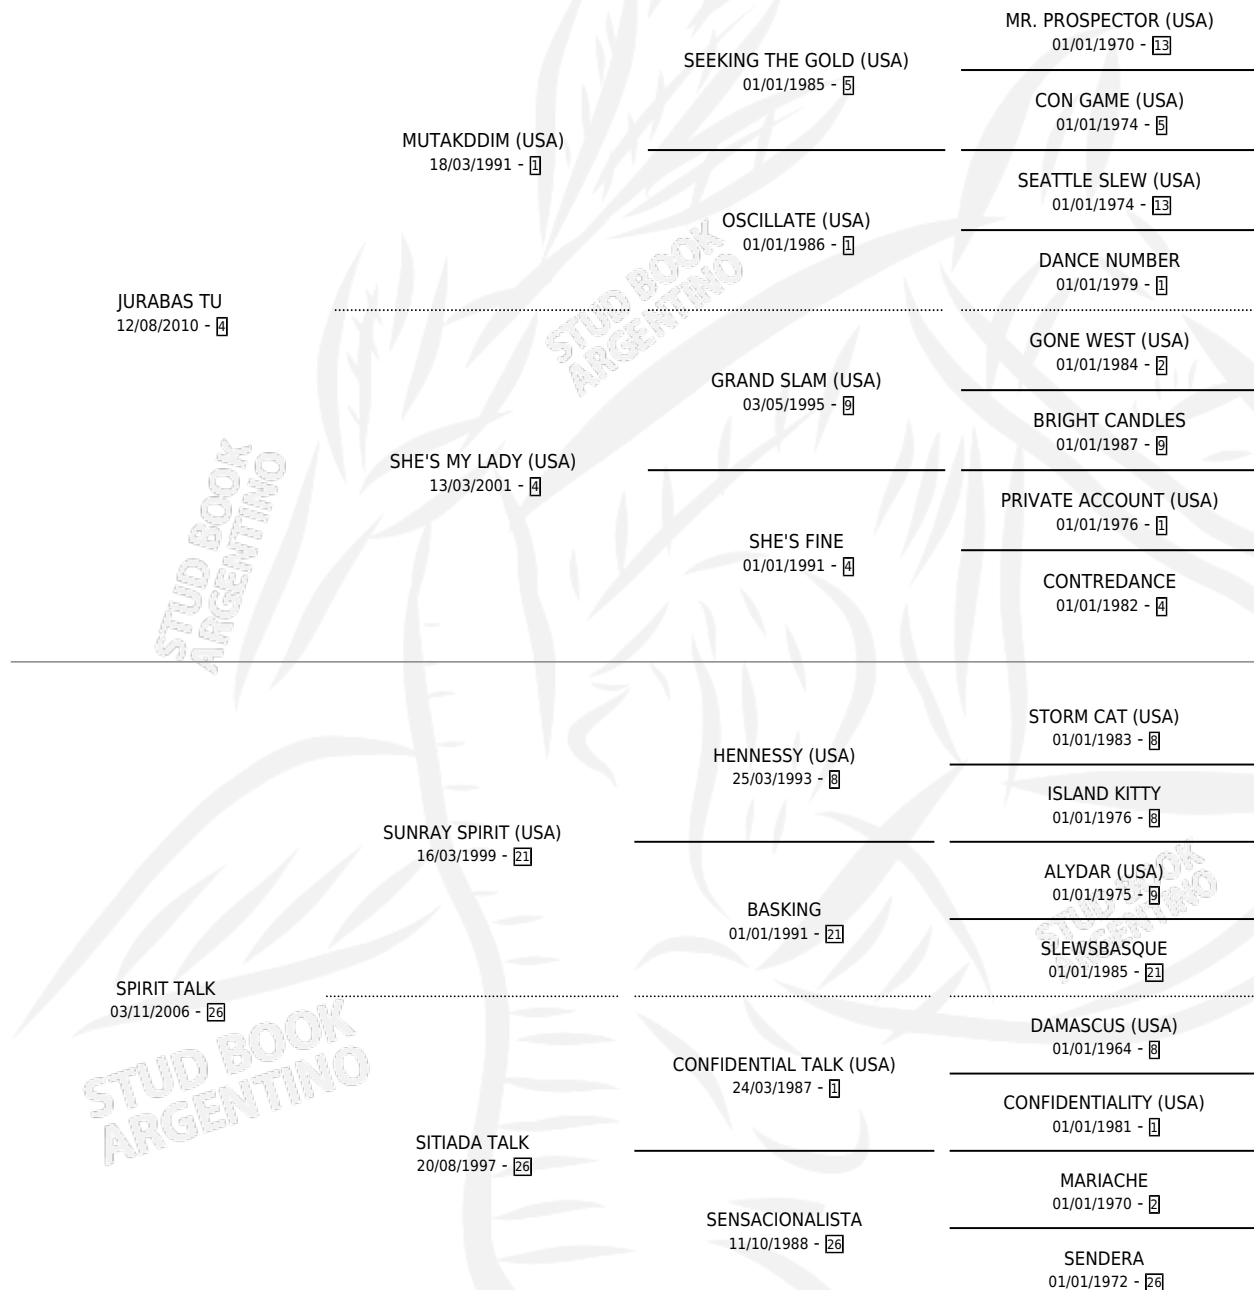 MR. PROSPECTOR (USA)
01/01/1970 - 13
SEEKING THE GOLD (USA)
01/01/1985 - 5
CON GAME (USA)
01/01/1974 - 5
MUTAKDDIM (USA)
18/03/1991 - 1
SEATTLE SLEW (USA)
01/01/1974 - 13
OSCILLATE (USA)
01/01/1986 - 1
DANCE NUMBER
01/01/1979 - 1
JURABAS TU
12/08/2010 - 4
GONE WEST (USA)
01/01/1984 - 2
GRAND SLAM (USA)
03/05/1995 - 9
BRIGHT CANDLES
01/01/1987 - 9
SHE'S MY LADY (USA)
13/03/2001 - 4
PRIVATE ACCOUNT (USA)
01/01/1976 - 1
SHE'S FINE
01/01/1991 - 4
CONTREDANCE
01/01/1982 - 4
STORM CAT (USA)
01/01/1983 - 8
HENNESSY (USA)
25/03/1993 - 8
ISLAND KITTY
01/01/1976 - 8
SUNRAY SPIRIT (USA)
16/03/1999 - 21
ALYDAR (USA)
01/01/1975 - 9
BASKING
01/01/1991 - 21
SLEWSBASQUE
01/01/1985 - 21
SPIRIT TALK
03/11/2006 - 26
DAMASCUS (USA)
01/01/1964 - 8
CONFIDENTIAL TALK (USA)
24/03/1987 - 1
CONFIDENTIALITY (USA)
01/01/1981 - 1
SITIADA TALK
20/08/1997 - 26
MARIACHE
01/01/1970 - 2
SENSACIONALISTA
11/10/1988 - 26
SENDERA
01/01/1972 - 26
STUD BOOK
ARGENTINO
STUD BOOK
ARGENTINO
STUD BOOK
ARGENTINO
STUD BOOK
ARGENTINO